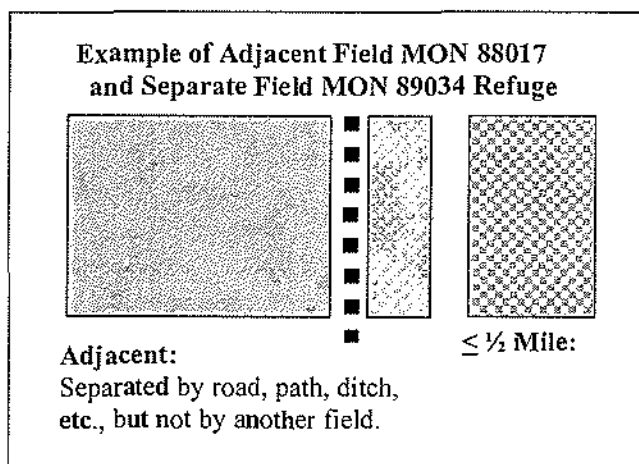 Example of Adjacent Field MON 88017
and Separate Field MON 89034 Refuge
Adjacent:
Separated by road, path, ditch,
etc., but not by another field.
≤ ½ Mile: